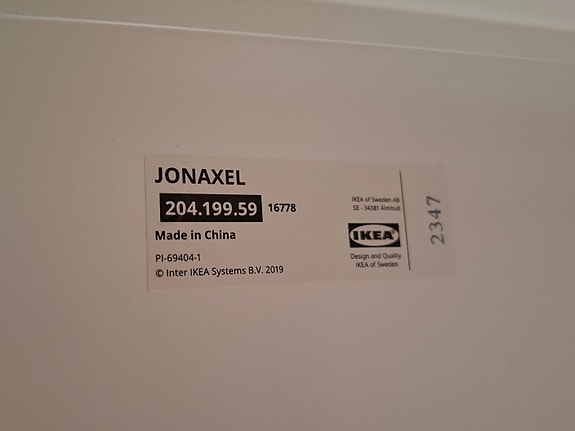 JONAXEL
204.199.59 16778
Made in China
PI-69404-1
© Inter IKEA Systems B.V. 2019
IKEA of Sweden AB
SE - 34381 Älmhult
IKEA
Design and Quality
IKEA of Sweden
2347